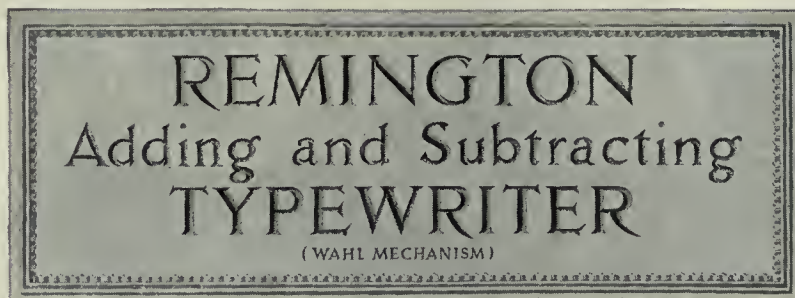 REMINGTON
Adding and Subtracting
TYPEWRITER
(WAHL MECHANISM)